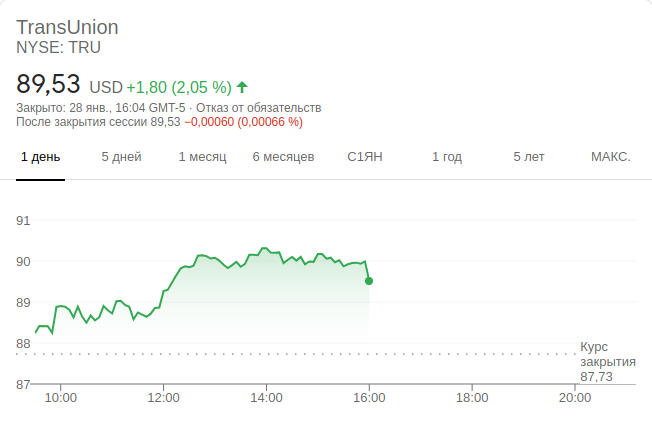 TransUnion
NYSE: TRU
89,53 USD +1,80 (2,05 %)
Закрыто: 28 янв., 16:04 GMT-5 · Отказ от обязательств
После закрытия сессии 89,53 −0,00060 (0,00066 %)
1 день 5 дней 1 месяц 6 месяцев С1ЯН 1 год 5 лет МАКС.
91
90
89
88
Курс
закрытия
87,73
87
10:00 12:00 14:00 16:00 18:00 20:00